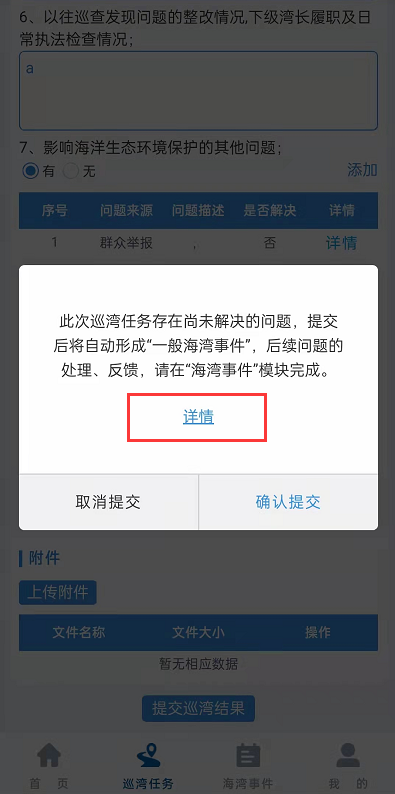 6、以往巡查发现问题的整改情况,下级湾长履职及日
常执法检查情况;
a
7、影响海洋生态环境保护的其他问题;
有 无 添加
序号 问题来源 问题描述 是否解决 详情
1 群众举报 , 否 详情
此次巡湾任务存在尚未解决的问题，提交
后将自动形成“一般海湾事件”，后续问题的
处理、反馈，请在“海湾事件”模块完成。
详情
取消提交 确认提交
附件
上传附件
文件名称 文件大小 操作
暂无相应数据
提交巡湾结果
首 页 巡湾任务 海湾事件 我 的